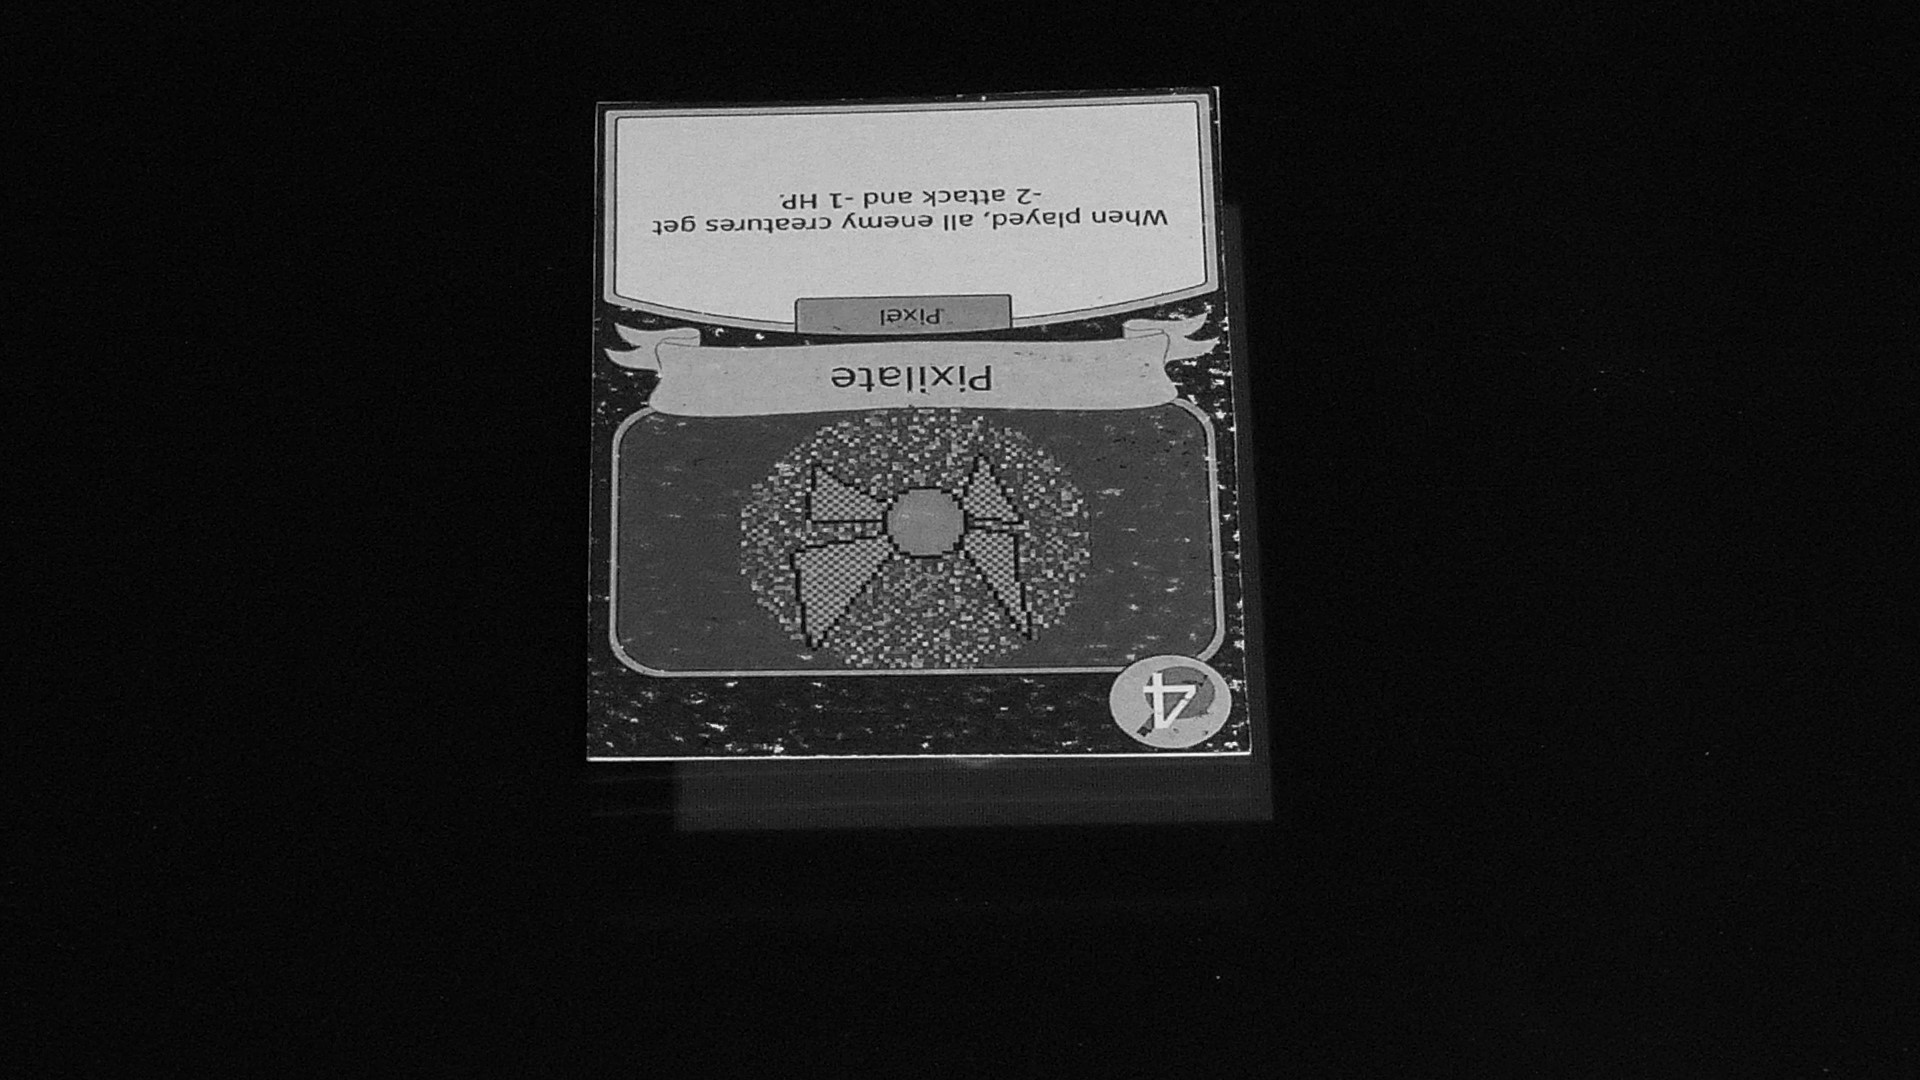 4
Pixilate
Pixel
When played, all enemy creatures get
-2 attack and -1 HP.